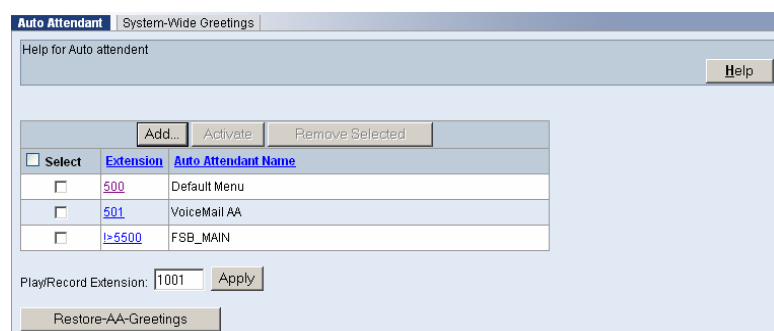 Auto Attendant System-Wide Greetings
Help for Auto attendent
Help
Add... Activate Remove Selected
Select Extension Auto Attendant Name
500 Default Menu
501 VoiceMail AA
!>5500 FSB_MAIN
Play/Record Extension: 1001 Apply
Restore-AA-Greetings